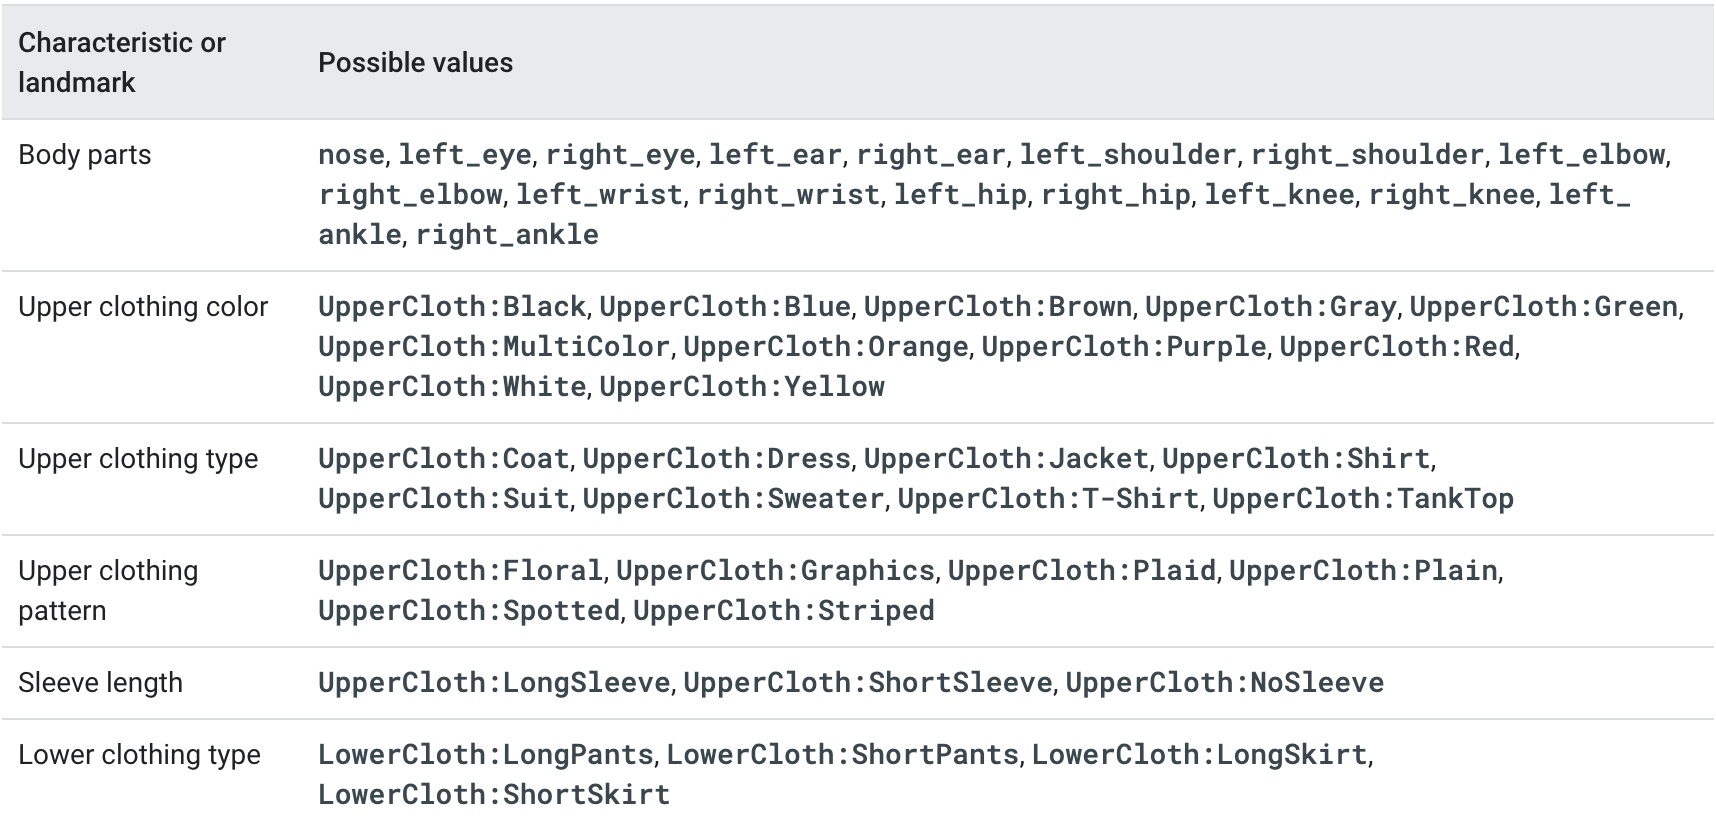 Characteristic or
landmark
Possible values
Body parts
nose, left_eye, right_eye, left_ear, right_ear, left_shoulder, right_shoulder, left_elbow,
right_elbow, left_wrist, right_wrist, left_hip, right_hip, left_knee, right_knee, left_
ankle, right_ankle
Upper clothing color
UpperCloth:Black, UpperCloth:Blue, UpperCloth:Brown, UpperCloth:Gray, UpperCloth:Green,
UpperCloth:MultiColor, UpperCloth:Orange, UpperCloth:Purple, UpperCloth:Red,
UpperCloth:White, UpperCloth:Yellow
Upper clothing type
UpperCloth:Coat, UpperCloth:Dress, UpperCloth:Jacket, UpperCloth:Shirt,
UpperCloth:Suit, UpperCloth:Sweater, UpperCloth:T-Shirt, UpperCloth:TankTop
Upper clothing
pattern
UpperCloth:Floral, UpperCloth:Graphics, UpperCloth:Plaid, UpperCloth:Plain,
UpperCloth:Spotted, UpperCloth:Striped
Sleeve length
UpperCloth:LongSleeve, UpperCloth:ShortSleeve, UpperCloth:NoSleeve
Lower clothing type
LowerCloth:LongPants, LowerCloth:ShortPants, LowerCloth:LongSkirt,
LowerCloth:ShortSkirt